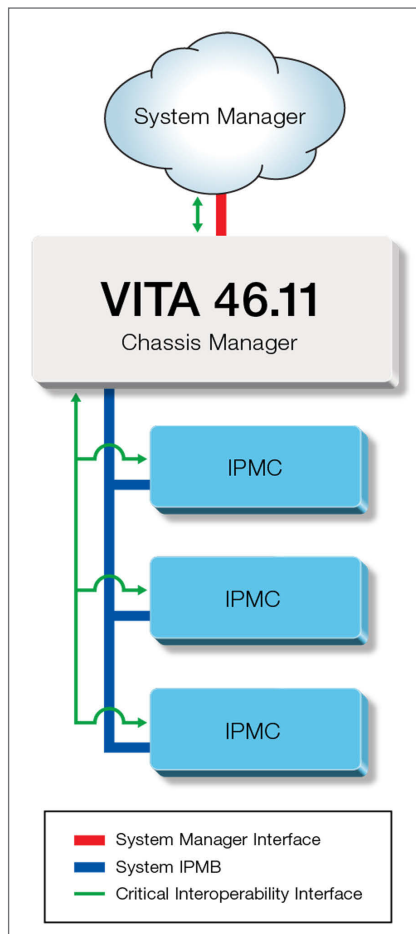 System Manager
VITA 46.11
Chassis Manager
IPMC
IPMC
IPMC
System Manager Interface
System IPMB
Critical Interoperability Interface